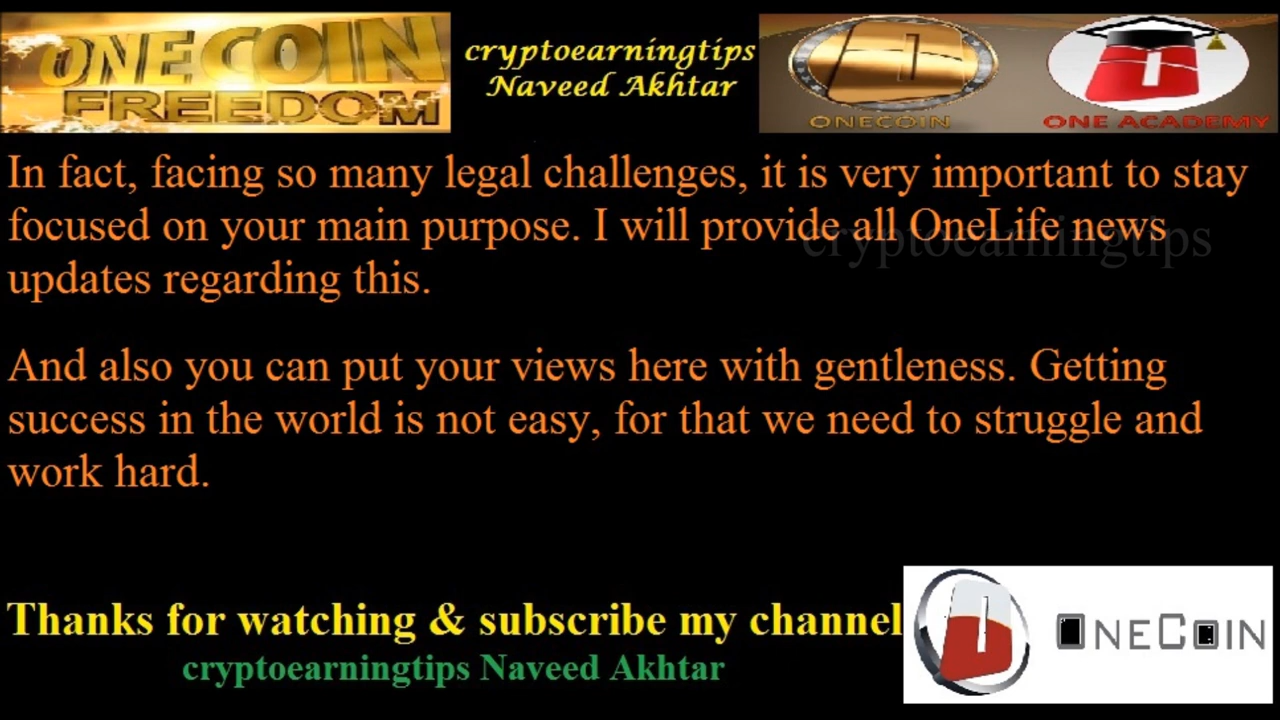 ONE COIN
FREEDOM
cryptoearningtips
Naveed Akhtar
ONECOIN
ONE ACADEMY
In fact, facing so many legal challenges, it is very important to stay
focused on your main purpose. I will provide all OneLife news
updates regarding this.
cryptoearningtips
And also you can put your views here with gentleness. Getting
success in the world is not easy, for that we need to struggle and
work hard.
Thanks for watching & subscribe my channel
cryptoearningtips Naveed Akhtar
ONECOIN